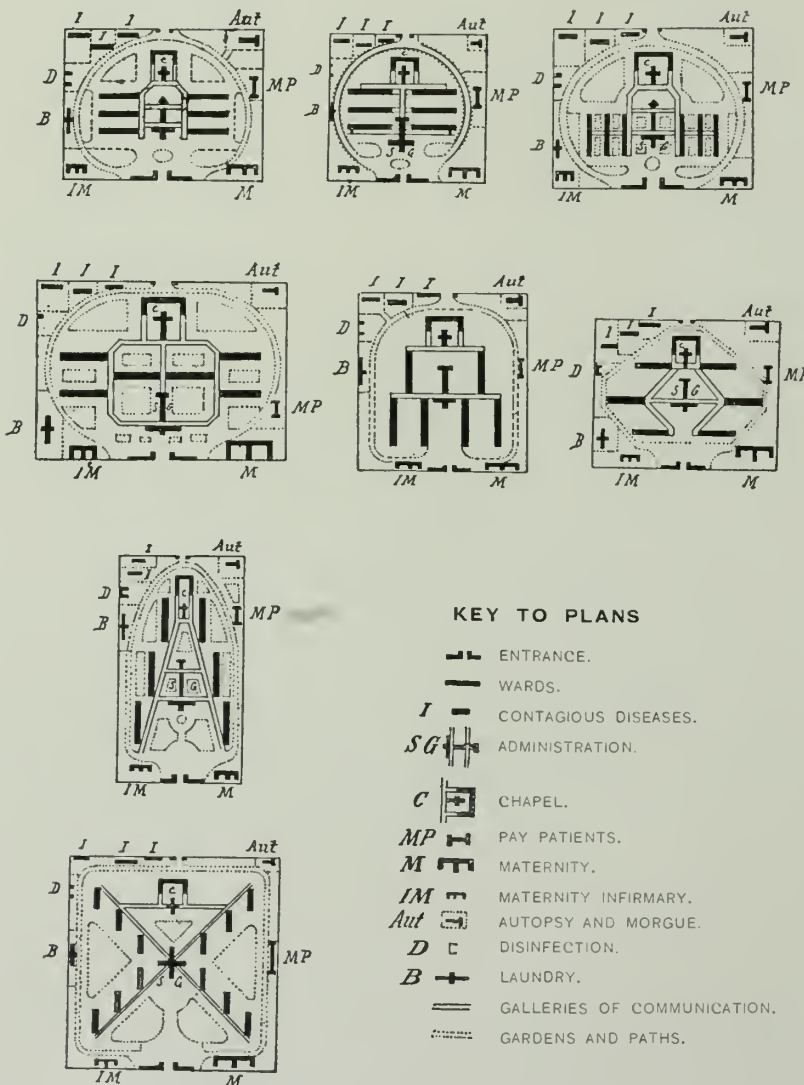 I I I Aut
D C MP
B
S G
IM M
I I I Aut
D C MP
B
S G
IM M
I I I Aut
D C MP
B
S G
IM M
I I I Aut
D C
B MP
S G
IM M
I I I Aut
D C
B MP
IM M
I I I Aut
D C MP
S G
B
IM M
I Aut
I
D C
B MP
S G
IM M
I I I Aut
D C
B MP
S G
IM M
KEY TO PLANS
ENTRANCE.
WARDS.
I CONTAGIOUS DISEASES.
SG ADMINISTRATION.
C CHAPEL.
MP PAY PATIENTS.
M MATERNITY.
IM MATERNITY INFIRMARY.
Aut AUTOPSY AND MORGUE.
D DISINFECTION.
B LAUNDRY.
GALLERIES OF COMMUNICATION.
GARDENS AND PATHS.